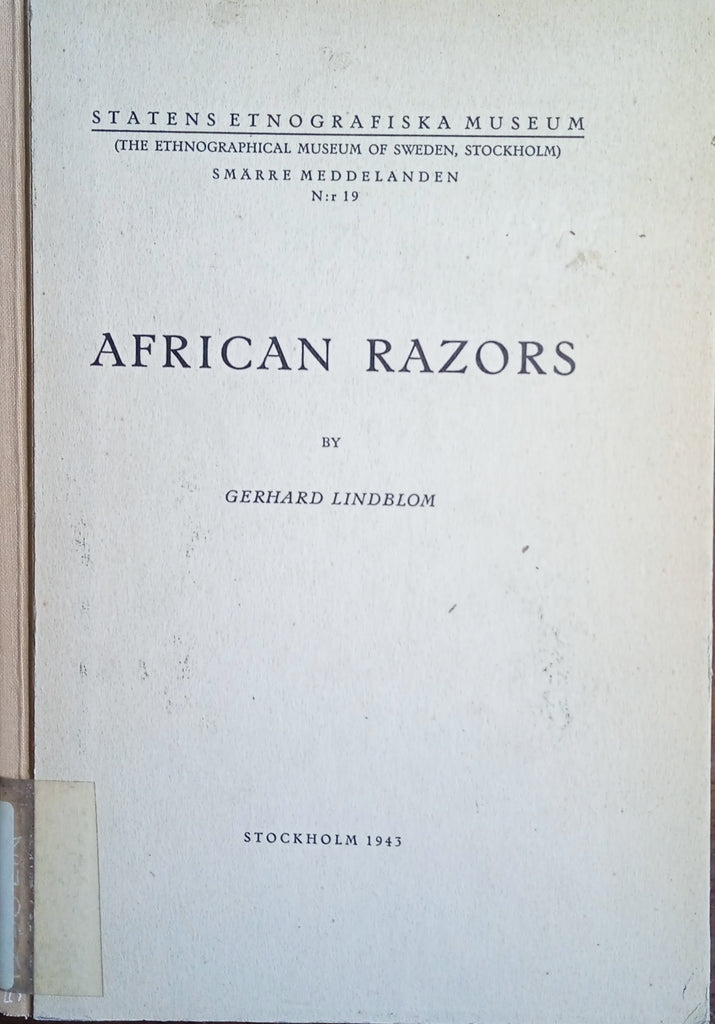 STATENS ETNOGRAFISKA MUSEUM
(THE ETHNOGRAPHICAL MUSEUM OF SWEDEN, STOCKHOLM)
SMÄRRE MEDDELANDEN
N:r 19
AFRICAN RAZORS
BY
GERHARD LINDBLOM
STOCKHOLM 1943